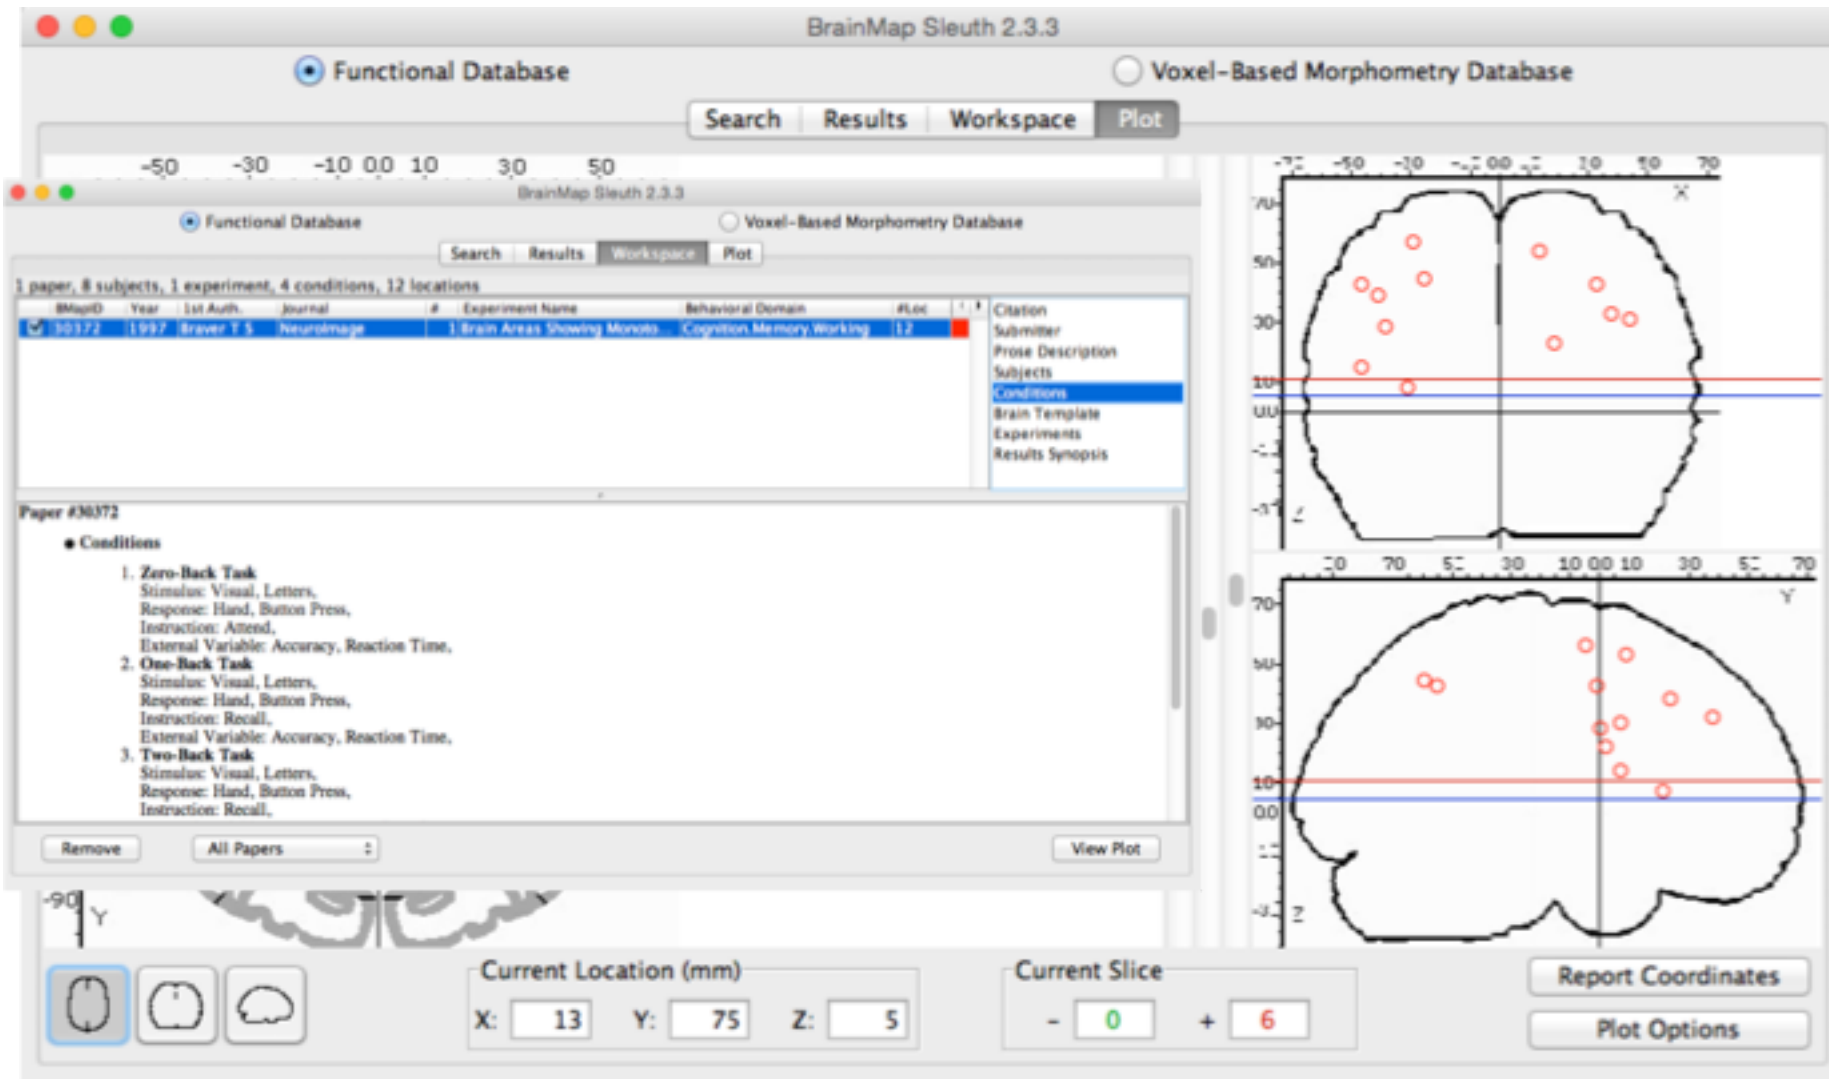 BrainMap Sleuth 2.3.3
Functional Database Voxel-Based Morphometry Database
Search Results Workspace Plot
-50 -30 -10 0.0 10 30 50
BrainMap Sleuth 2.3.3
Functional Database Voxel-Based Morphometry Database
Search Results Workspace Plot
1 paper, 8 subjects, 1 experiment, 4 conditions, 12 locations
BMapID Year 1st Auth. Journal # Experiment Name Behavioral Domain #Loc
30372 1997 Braver T S NeuroImage 1 Brain Areas Showing Monoto... Cognition.Memory.Working 12
Citation
Submitter
Prose Description
Subjects
Conditions
Brain Template
Experiments
Results Synopsis
Paper #30372
● Conditions
1. Zero-Back Task
Stimulus: Visual, Letters,
Response: Hand, Button Press,
Instruction: Attend,
External Variable: Accuracy, Reaction Time,
2. One-Back Task
Stimulus: Visual, Letters,
Response: Hand, Button Press,
Instruction: Recall,
External Variable: Accuracy, Reaction Time,
3. Two-Back Task
Stimulus: Visual, Letters,
Response: Hand, Button Press,
Instruction: Recall,
Remove All Papers View Plot
-90
Y
-50 -30 0.0 70
X
70
50
30
10
0.0
Z
70 30 10 0.0 10 30 70
Y
70
50
30
10
0.0
Z
Current Location (mm)
X: 13 Y: 75 Z: 5
Current Slice
- 0 + 6
Report Coordinates
Plot Options